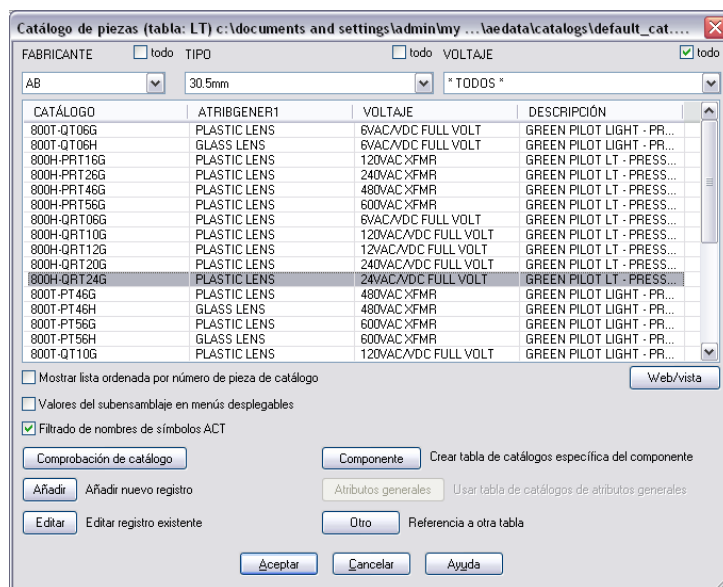 Catálogo de piezas (tabla: LT) c:\documents and settings\admin\my ...\aedata\catalogs\default_cat....
FABRICANTE todo TIPO todo VOLTAJE todo
AB 30.5mm * TODOS *
CATÁLOGO ATRIBGENER1 VOLTAJE DESCRIPCIÓN
800T-QT06G PLASTIC LENS 6VAC/VDC FULL VOLT GREEN PILOT LIGHT - PR...
800T-QT06H GLASS LENS 6VAC/VDC FULL VOLT GREEN PILOT LIGHT - PR...
800H-PRT16G PLASTIC LENS 120VAC XFMR GREEN PILOT LT - PRESS...
800H-PRT26G PLASTIC LENS 240VAC XFMR GREEN PILOT LT - PRESS...
800H-PRT46G PLASTIC LENS 480VAC XFMR GREEN PILOT LT - PRESS...
800H-PRT56G PLASTIC LENS 600VAC XFMR GREEN PILOT LT - PRESS...
800H-QRT06G PLASTIC LENS 6VAC/VDC FULL VOLT GREEN PILOT LT - PRESS...
800H-QRT10G PLASTIC LENS 120VAC/VDC FULL VOLT GREEN PILOT LT - PRESS...
800H-QRT12G PLASTIC LENS 12VAC/VDC FULL VOLT GREEN PILOT LT - PRESS...
800H-QRT20G PLASTIC LENS 240VAC/VDC FULL VOLT GREEN PILOT LT - PRESS...
800H-QRT24G PLASTIC LENS 24VAC/VDC FULL VOLT GREEN PILOT LT - PRESS...
800T-PT46G PLASTIC LENS 480VAC XFMR GREEN PILOT LIGHT - PR...
800T-PT46H GLASS LENS 480VAC XFMR GREEN PILOT LIGHT - PR...
800T-PT56G PLASTIC LENS 600VAC XFMR GREEN PILOT LIGHT - PR...
800T-PT56H GLASS LENS 600VAC XFMR GREEN PILOT LIGHT - PR...
800T-QT10G PLASTIC LENS 120VAC/VDC FULL VOLT GREEN PILOT LIGHT - PR...
Mostrar lista ordenada por número de pieza de catálogo Web/vista
Valores del subensamblaje en menús desplegables
Filtrado de nombres de símbolos ACT
Comprobación de catálogo Componente Crear tabla de catálogos específica del componente
Añadir Añadir nuevo registro Atributos generales Usar tabla de catálogos de atributos generales
Editar Editar registro existente Otro Referencia a otra tabla
Aceptar Cancelar Ayuda